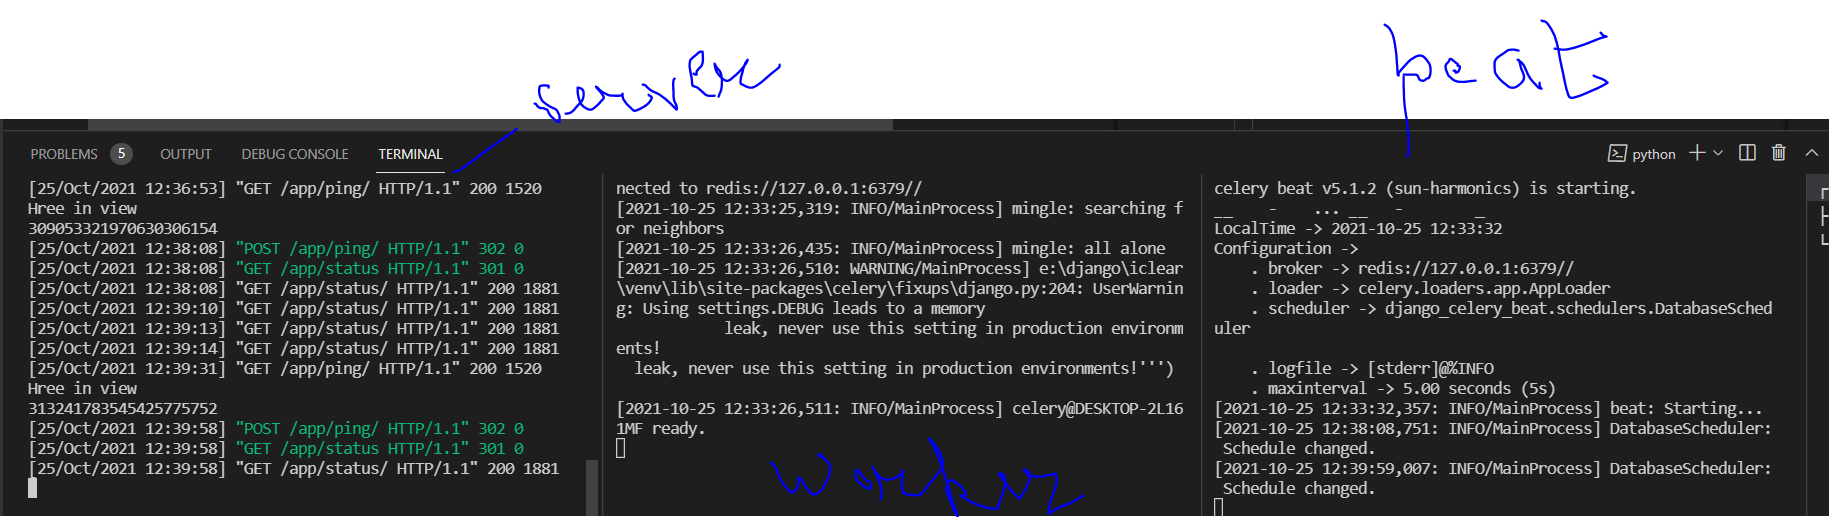 server
beat
PROBLEMS 5 OUTPUT DEBUG CONSOLE TERMINAL python
[25/Oct/2021 12:36:53] "GET /app/ping/ HTTP/1.1" 200 1520
Hree in view
309053321970630306154
[25/Oct/2021 12:38:08] "POST /app/ping/ HTTP/1.1" 302 0
[25/Oct/2021 12:38:08] "GET /app/status HTTP/1.1" 301 0
[25/Oct/2021 12:38:08] "GET /app/status/ HTTP/1.1" 200 1881
[25/Oct/2021 12:39:10] "GET /app/status/ HTTP/1.1" 200 1881
[25/Oct/2021 12:39:13] "GET /app/status/ HTTP/1.1" 200 1881
[25/Oct/2021 12:39:14] "GET /app/status/ HTTP/1.1" 200 1881
[25/Oct/2021 12:39:31] "GET /app/ping/ HTTP/1.1" 200 1520
Hree in view
313241783545425775752
[25/Oct/2021 12:39:58] "POST /app/ping/ HTTP/1.1" 302 0
[25/Oct/2021 12:39:58] "GET /app/status HTTP/1.1" 301 0
[25/Oct/2021 12:39:58] "GET /app/status/ HTTP/1.1" 200 1881
nected to redis://127.0.0.1:6379//
[2021-10-25 12:33:25,319: INFO/MainProcess] mingle: searching f
or neighbors
[2021-10-25 12:33:26,435: INFO/MainProcess] mingle: all alone
[2021-10-25 12:33:26,510: WARNING/MainProcess] e:\django\iclear
\venv\lib\site-packages\celery\fixups\django.py:204: UserWarnin
g: Using settings.DEBUG leads to a memory
leak, never use this setting in production environm
ents!
leak, never use this setting in production environments!''')
[2021-10-25 12:33:26,511: INFO/MainProcess] celery@DESKTOP-2L16
1MF ready.
worker
celery beat v5.1.2 (sun-harmonics) is starting.
__ - ... __ - _
LocalTime -> 2021-10-25 12:33:32
Configuration ->
. broker -> redis://127.0.0.1:6379//
. loader -> celery.loaders.app.AppLoader
. scheduler -> django_celery_beat.schedulers.DatabaseSched
uler
. logfile -> [stderr]@%INFO
. maxinterval -> 5.00 seconds (5s)
[2021-10-25 12:33:32,357: INFO/MainProcess] beat: Starting...
[2021-10-25 12:38:08,751: INFO/MainProcess] DatabaseScheduler:
Schedule changed.
[2021-10-25 12:39:59,007: INFO/MainProcess] DatabaseScheduler:
Schedule changed.